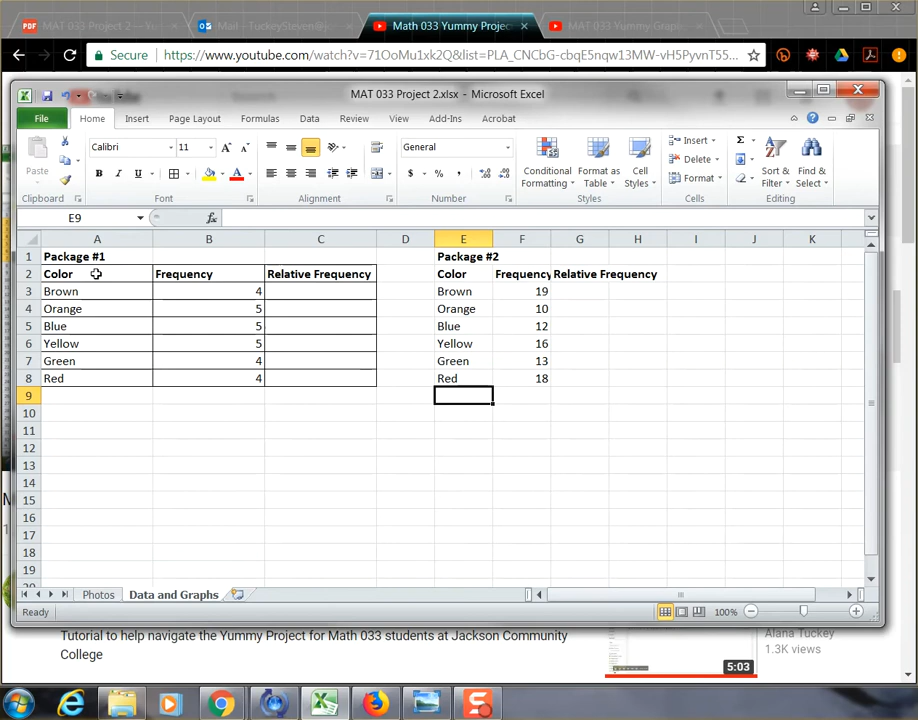 MAT 033 Project 2 —
Mail - TuckeySteven@j
Math 033 Yummy Projec
MAT 033 Yummy Grap
Secure
https://www.youtube.com/watch?v=71OoMu1xk2Q&list=PLA_CNCbG-cbqE5nqw13MW-vH5PyvnT55...
MAT 033 Project 2.xlsx - Microsoft Excel
File Home Insert Page Layout Formulas Data Review View Add-Ins Acrobat
Paste
Calibri 11
General
Conditional Formatting
Format as Table
Cell Styles
Insert
Delete
Format
Sort & Filter
Find & Select
Clipboard Font Alignment Number Styles Cells Editing
E9 fx
A B C D E F G H I J K
1 Package #1 Package #2
2 Color Frequency Relative Frequency Color Frequency Relative Frequency
3 Brown 4 Brown 19
4 Orange 5 Orange 10
5 Blue 5 Blue 12
6 Yellow 5 Yellow 16
7 Green 4 Green 13
8 Red 4 Red 18
9
10
11
12
13
14
15
16
17
18
Photos Data and Graphs
Ready 100%
Tutorial to help navigate the Yummy Project for Math 033 students at Jackson Community
College
Alana Tuckey
1.3K views
5:03